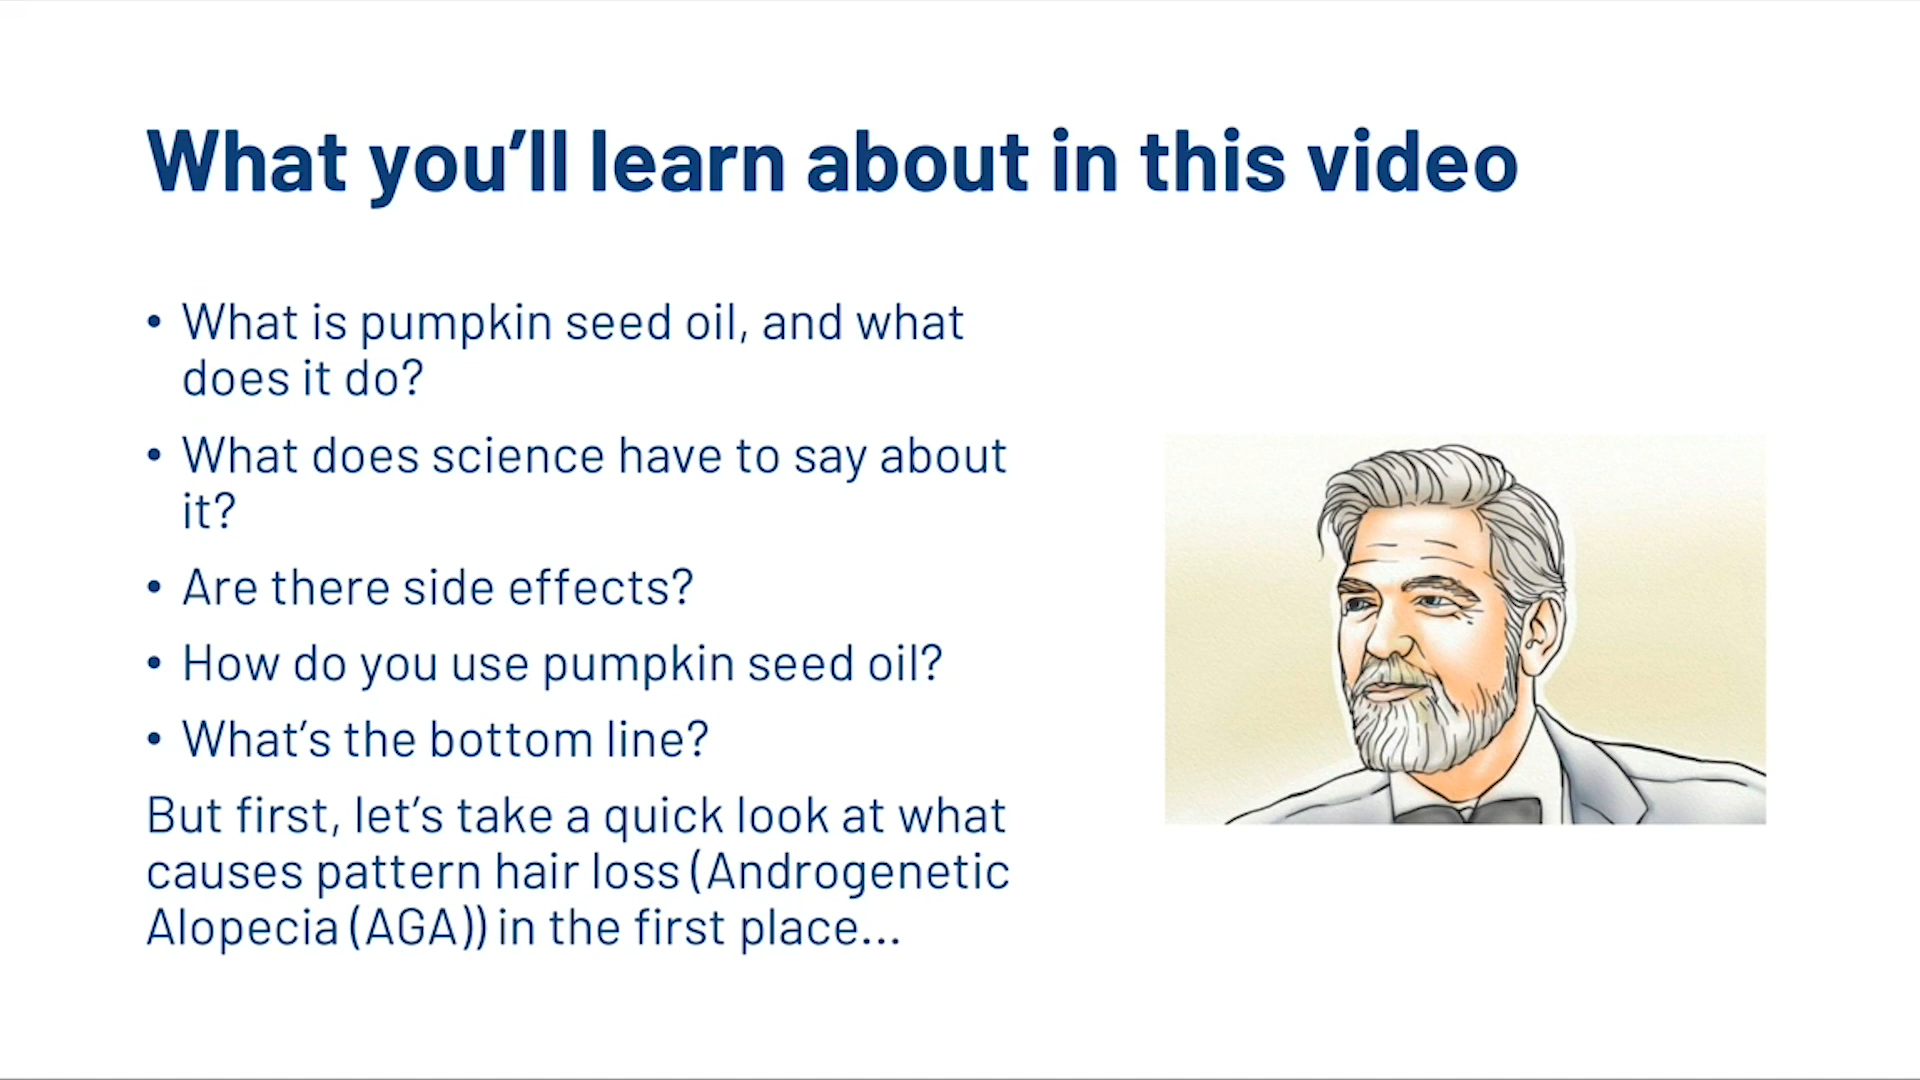 What you’ll learn about in this video
• What is pumpkin seed oil, and what
does it do?
• What does science have to say about
it?
• Are there side effects?
• How do you use pumpkin seed oil?
• What’s the bottom line?
But first, let’s take a quick look at what
causes pattern hair loss (Androgenetic
Alopecia (AGA)) in the first place...